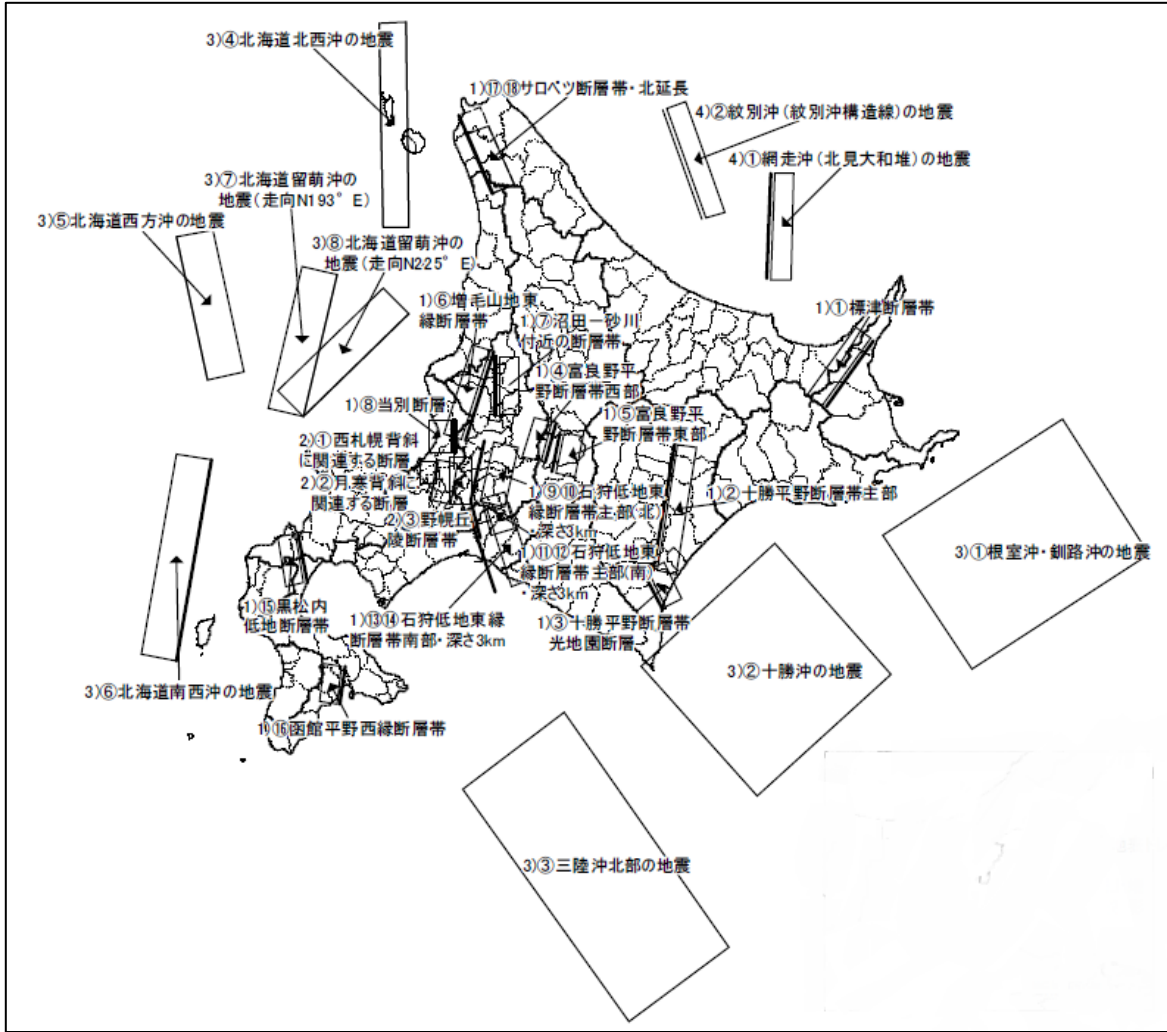 3)④北海道北西沖の地震
1)⑰⑱サロベツ断層帯・北延長
4)②紋別沖(紋別沖構造線)の地震
4)①網走沖(北見大和堆)の地震
3)⑦北海道留萌沖の
地震(走向N193°E)
3)⑤北海道西方沖の地震
3)⑧北海道留萌沖の
地震(走向N225°E)
1)⑥増毛山地東
縁断層帯
1)⑦沼田ー砂川
付近の断層帯
1)①標津断層帯
1)④富良野平
野断層帯西部
1)⑧当別断層
1)⑤富良野平
野断層帯東部
2)①西札幌背斜
に関連する断層
2)②月寒背斜に
関連する断層
2)③野幌丘
陵断層帯
1)⑨⑩石狩低地東
縁断層帯主部(北)
・深さ3km
1)②十勝平野断層帯主部
1)⑪⑫石狩低地東
縁断層帯主部(南)
・深さ3km
3)①根室沖・釧路沖の地震
1)⑮黒松内
低地断層帯
1)⑬⑭石狩低地東縁
断層帯南部・深さ3km
1)③十勝平野断層帯
光地園断層
3)②十勝沖の地震
3)⑥北海道南西沖の地震
1)⑯函館平野西縁断層帯
3)③三陸沖北部の地震